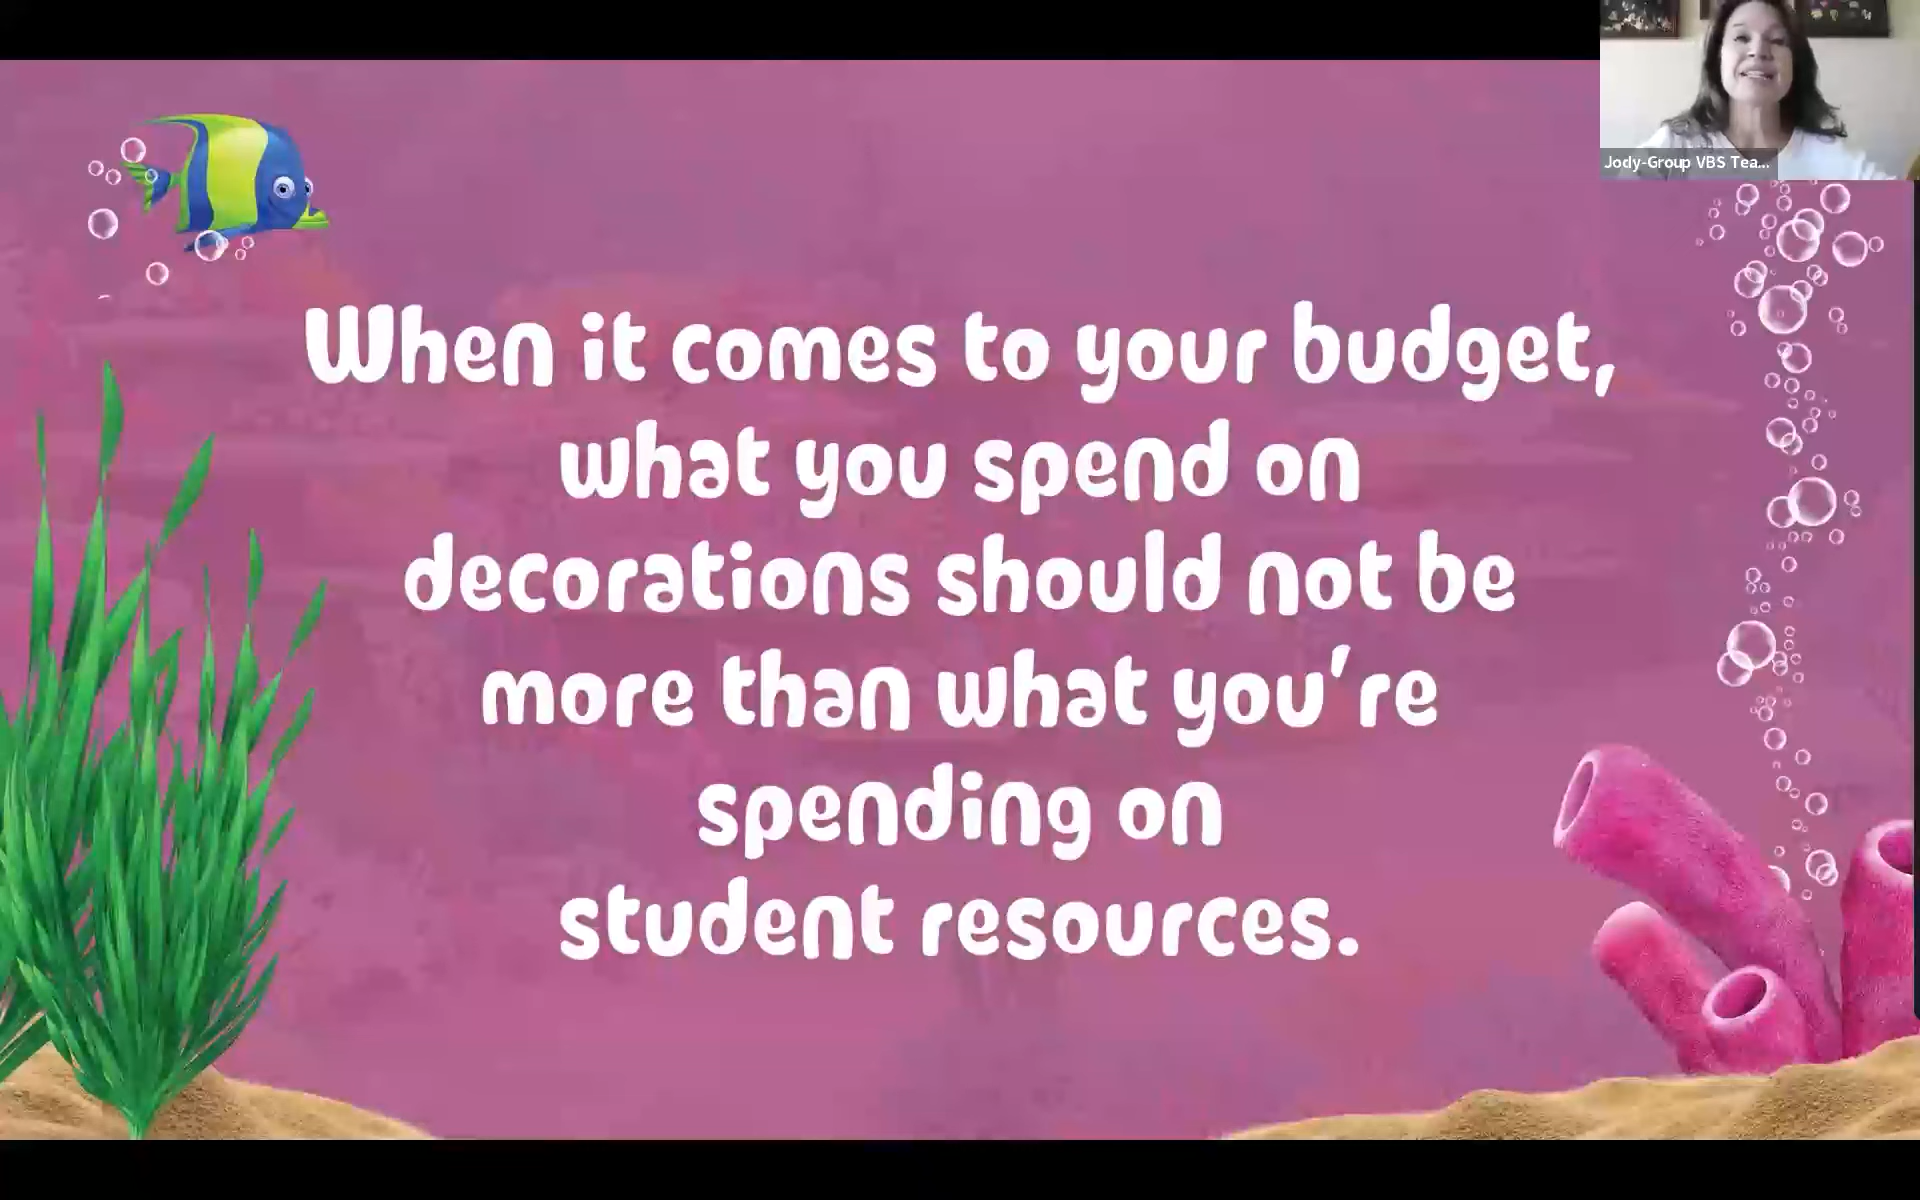 Jody-Group VBS Tea...
When it comes to your budget,
what you spend on
decorations should not be
more than what you're
spending on
student resources.